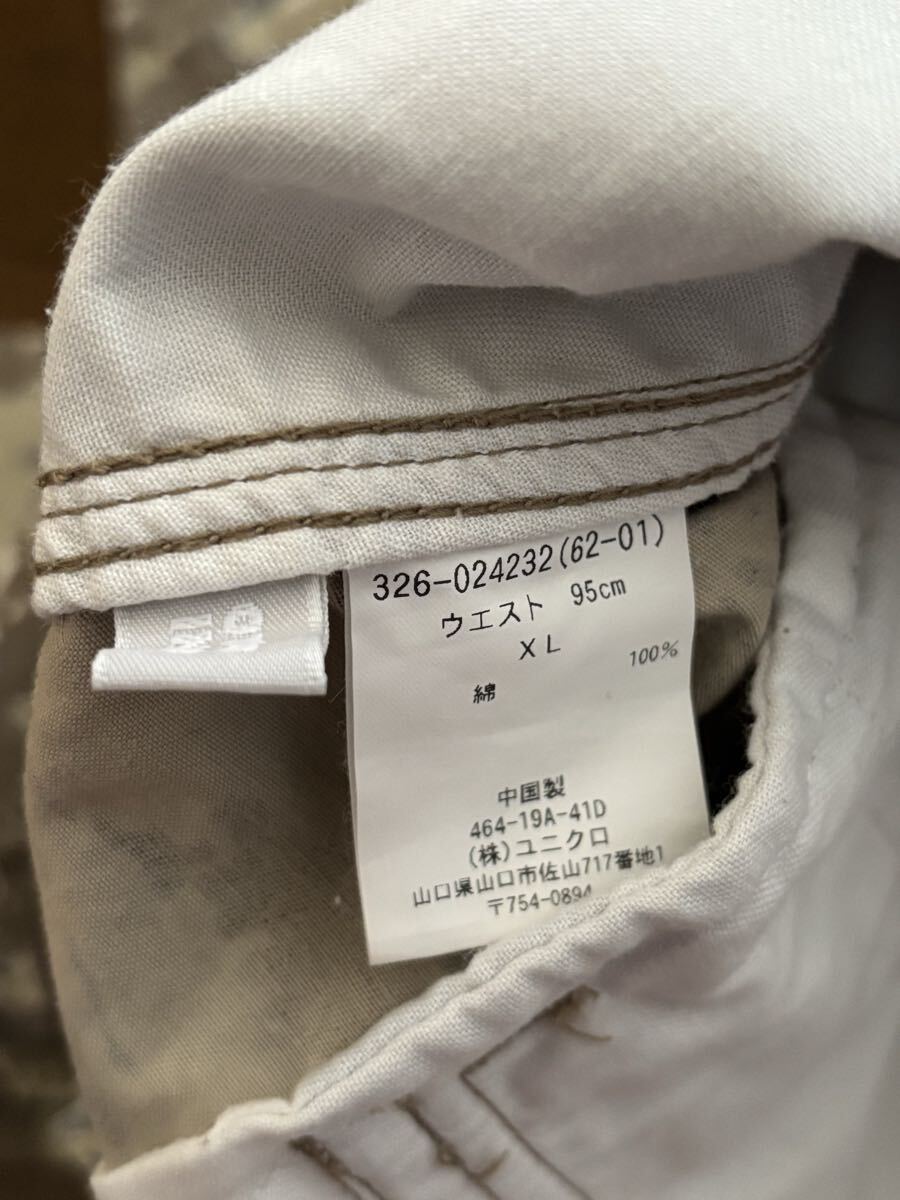 326-024232(62-01)
ウエスト 95cm
XL
綿 100%
中国製
464-19A-41D
(株)ユニクロ
山口県山口市佐山717番地1
〒754-0894